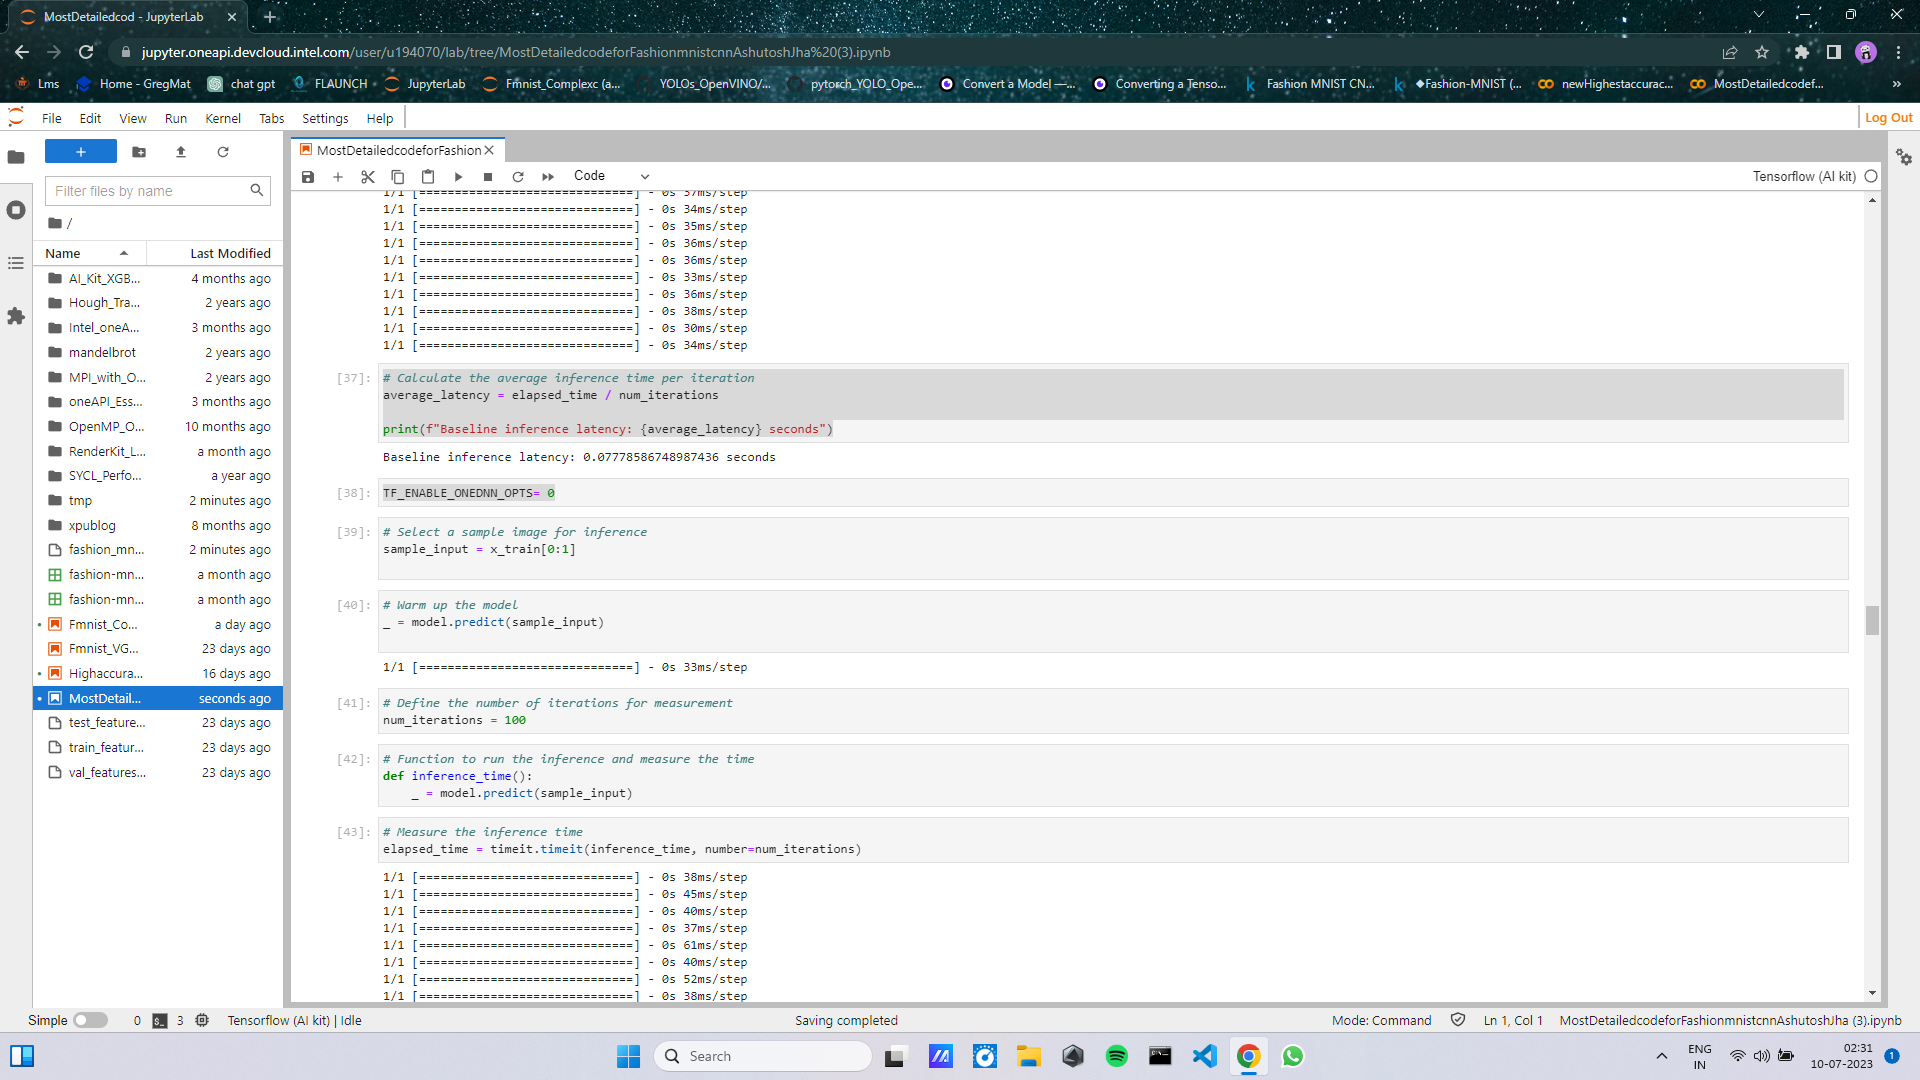 MostDetailedcod - JupyterLab
jupyter.oneapi.devcloud.intel.com/user/u194070/lab/tree/MostDetailedcodeforFashionmnistcnnAshutoshJha%20(3).ipynb
Lms
Home - GregMat
chat gpt
FLAUNCH
JupyterLab
Fmnist_Complexc (a...
YOLOs_OpenVINO/...
pytorch_YOLO_Ope...
Convert a Model —...
Converting a Tenso...
Fashion MNIST CN...
◆Fashion-MNIST (...
newHighestaccurac...
MostDetailedcodef...
»
File Edit View Run Kernel Tabs Settings Help
Log Out
MostDetailedcodeforFashion
Code
Tensorflow (AI kit)
Filter files by name
/
Name Last Modified
AI_Kit_XGB... 4 months ago
Hough_Tra... 2 years ago
Intel_oneA... 3 months ago
mandelbrot 2 years ago
MPI_with_O... 2 years ago
oneAPI_Ess... 3 months ago
OpenMP_O... 10 months ago
RenderKit_L... a month ago
SYCL_Perfo... a year ago
tmp 2 minutes ago
xpublog 8 months ago
fashion_mn... 2 minutes ago
fashion-mn... a month ago
fashion-mn... a month ago
Fmnist_Co... a day ago
Fmnist_VG... 23 days ago
Highaccura... 16 days ago
MostDetail... seconds ago
test_feature... 23 days ago
train_featur... 23 days ago
val_features... 23 days ago
1/1 [==============================] - 0s 37ms/step
1/1 [==============================] - 0s 34ms/step
1/1 [==============================] - 0s 35ms/step
1/1 [==============================] - 0s 36ms/step
1/1 [==============================] - 0s 36ms/step
1/1 [==============================] - 0s 33ms/step
1/1 [==============================] - 0s 36ms/step
1/1 [==============================] - 0s 38ms/step
1/1 [==============================] - 0s 30ms/step
1/1 [==============================] - 0s 34ms/step
[37]: # Calculate the average inference time per iteration
average_latency = elapsed_time / num_iterations
print(f"Baseline inference latency: {average_latency} seconds")
Baseline inference latency: 0.07778586748987436 seconds
[38]: TF_ENABLE_ONEDNN_OPTS= 0
[39]: # Select a sample image for inference
sample_input = x_train[0:1]
[40]: # Warm up the model
_ = model.predict(sample_input)
1/1 [==============================] - 0s 33ms/step
[41]: # Define the number of iterations for measurement
num_iterations = 100
[42]: # Function to run the inference and measure the time
def inference_time():
    _ = model.predict(sample_input)
[43]: # Measure the inference time
elapsed_time = timeit.timeit(inference_time, number=num_iterations)
1/1 [==============================] - 0s 38ms/step
1/1 [==============================] - 0s 45ms/step
1/1 [==============================] - 0s 40ms/step
1/1 [==============================] - 0s 37ms/step
1/1 [==============================] - 0s 61ms/step
1/1 [==============================] - 0s 40ms/step
1/1 [==============================] - 0s 52ms/step
1/1 [==============================] - 0s 38ms/step
Simple 0 3 Tensorflow (AI kit) | Idle
Saving completed
Mode: Command Ln 1, Col 1 MostDetailedcodeforFashionmnistcnnAshutoshJha (3).ipynb
Search
ENG
IN
02:31
10-07-2023
1